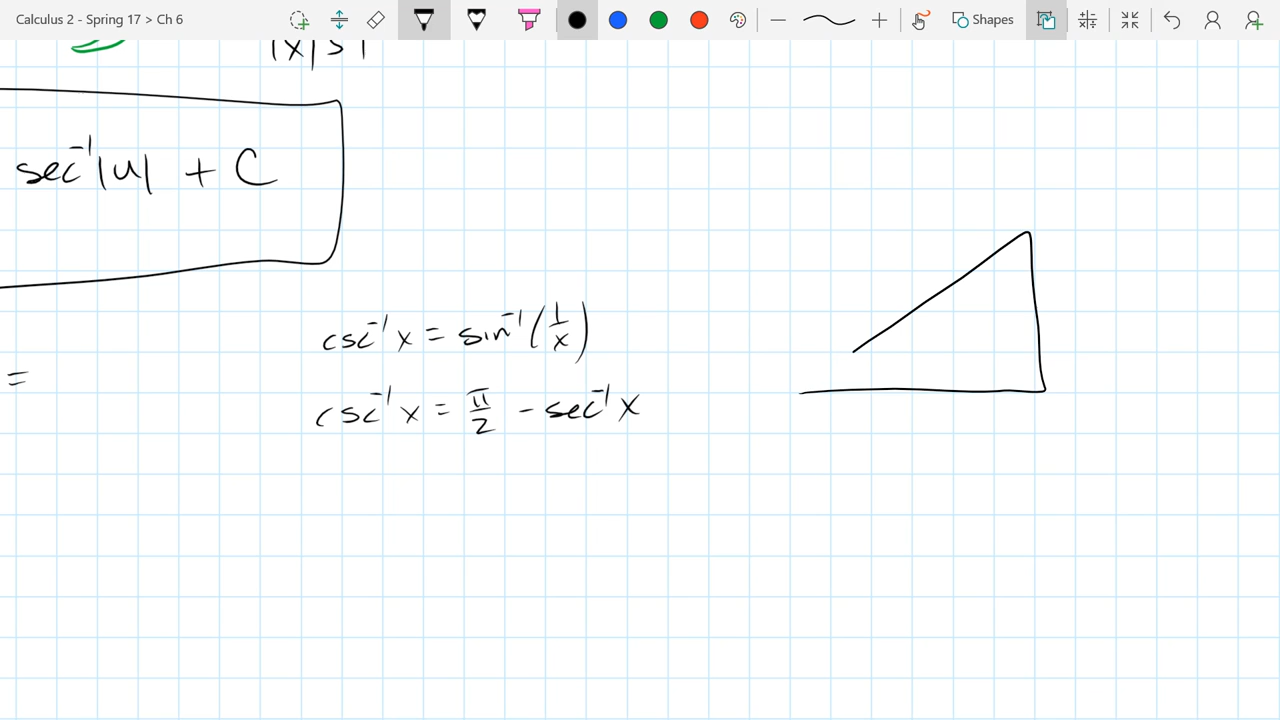 Calculus 2 - Spring 17 > Ch 6
Shapes
|x| > 1
sec⁻¹|u| + C
csc⁻¹ x = sin⁻¹(1/x)
=
csc⁻¹ x = π/2 - sec⁻¹ x